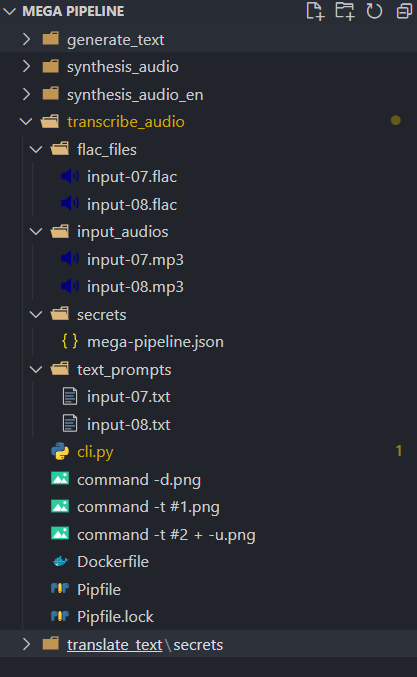 MEGA PIPELINE
generate_text
synthesis_audio
synthesis_audio_en
transcribe_audio
flac_files
input-07.flac
input-08.flac
input_audios
input-07.mp3
input-08.mp3
secrets
{ } mega-pipeline.json
text_prompts
input-07.txt
input-08.txt
cli.py 1
command -d.png
command -t #1.png
command -t #2 + -u.png
Dockerfile
Pipfile
Pipfile.lock
translate_text\secrets